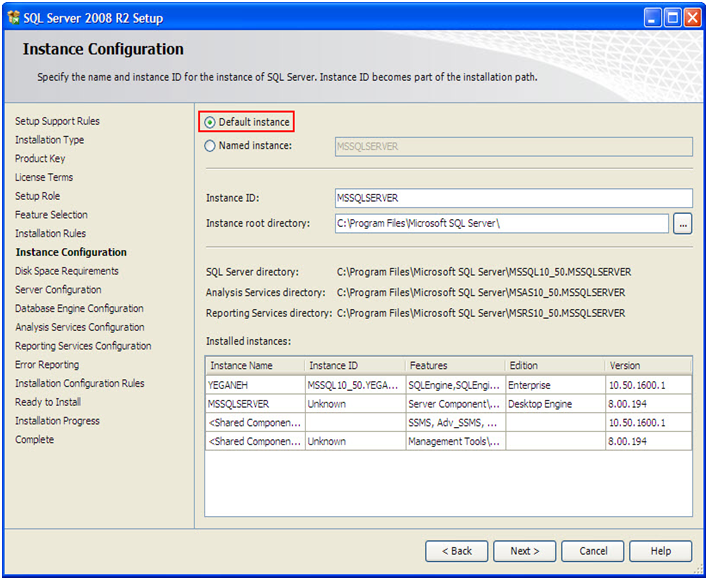 SQL Server 2008 R2 Setup
Instance Configuration
Specify the name and instance ID for the instance of SQL Server. Instance ID becomes part of the installation path.
Setup Support Rules
Installation Type
Product Key
License Terms
Setup Role
Feature Selection
Installation Rules
Instance Configuration
Disk Space Requirements
Server Configuration
Database Engine Configuration
Analysis Services Configuration
Reporting Services Configuration
Error Reporting
Installation Configuration Rules
Ready to Install
Installation Progress
Complete
Default instance
Named instance: MSSQLSERVER
Instance ID: MSSQLSERVER
Instance root directory: C:\Program Files\Microsoft SQL Server\ ...
SQL Server directory: C:\Program Files\Microsoft SQL Server\MSSQL10_50.MSSQLSERVER
Analysis Services directory: C:\Program Files\Microsoft SQL Server\MSAS10_50.MSSQLSERVER
Reporting Services directory: C:\Program Files\Microsoft SQL Server\MSRS10_50.MSSQLSERVER
Installed instances:
Instance Name Instance ID Features Edition Version
YEGANEH MSSQL10_50.YEGA... SQLEngine,SQLEngi... Enterprise 10.50.1600.1
MSSQLSERVER Unknown Server Component\... Desktop Engine 8.00.194
<Shared Componen... SSMS, Adv_SSMS, ... 10.50.1600.1
<Shared Componen... Unknown Management Tools\... 8.00.194
< Back Next > Cancel Help